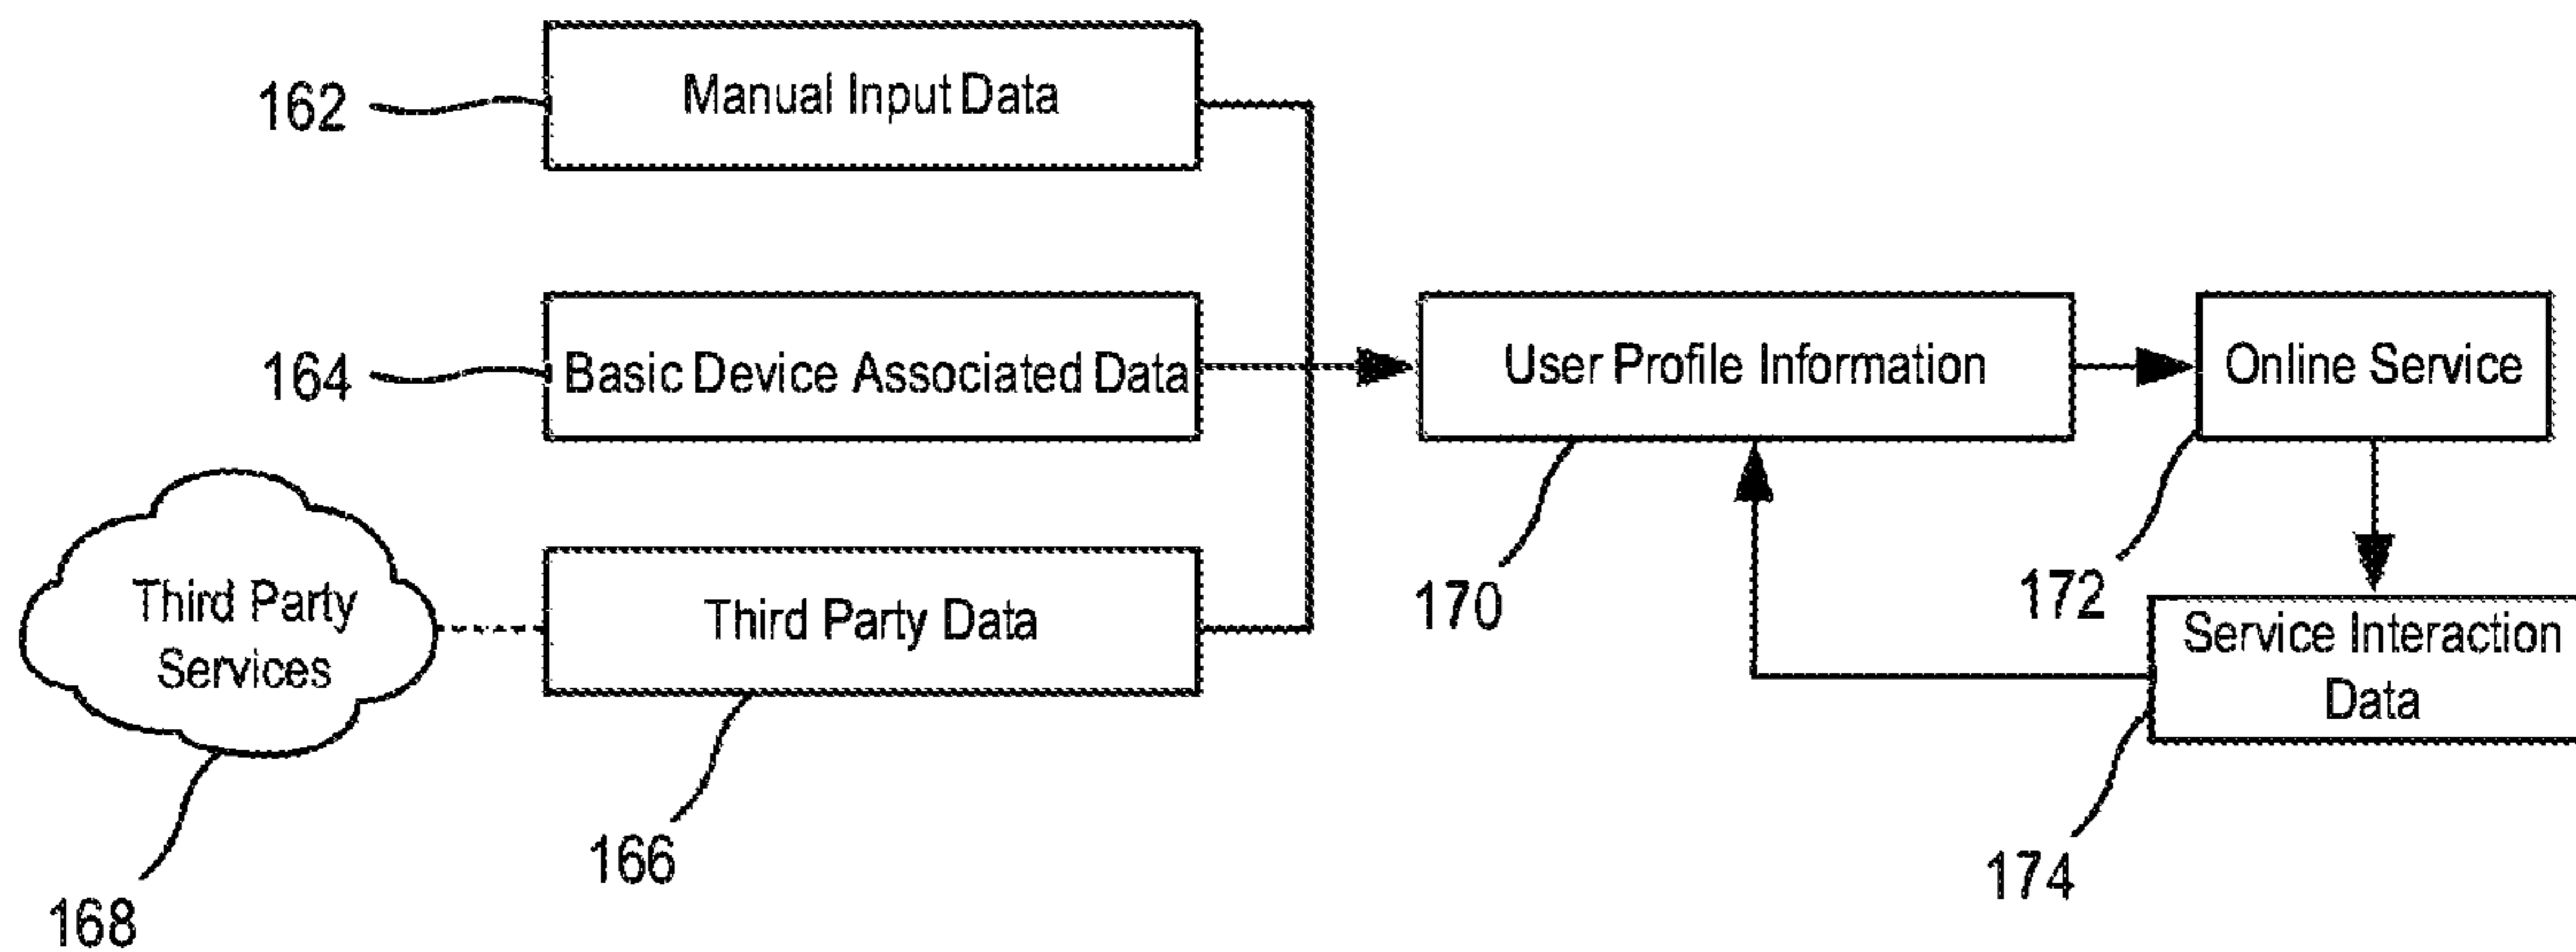 162
Manual Input Data
164
Basic Device Associated Data
User Profile Information
Online Service
Third Party
Services
Third Party Data
170
172
Service Interaction
Data
166
174
168